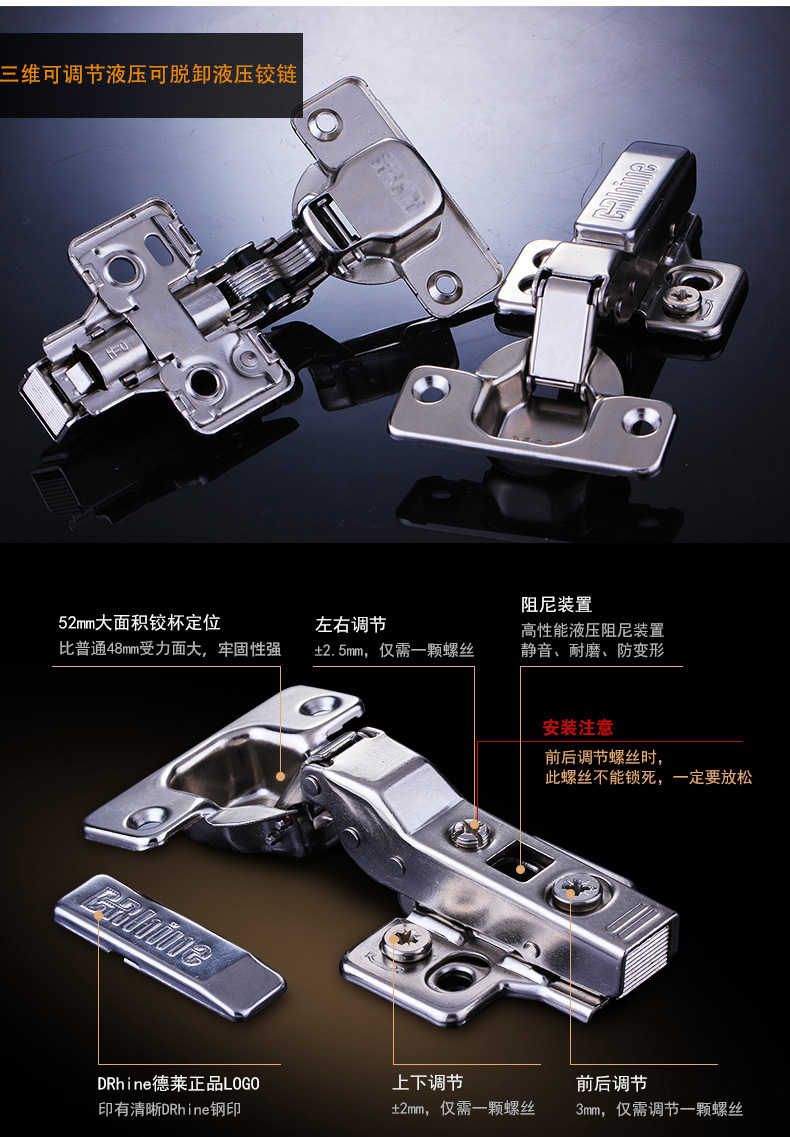 三维可调节液压可脱卸液压铰链
DRhine
52mm大面积铰杯定位
比普通48mm受力面大，牢固性强
左右调节
±2.5mm，仅需一颗螺丝
阻尼装置
高性能液压阻尼装置
静音、耐磨、防变形
安装注意
前后调节螺丝时，
此螺丝不能锁死，一定要放松
DRhine
DRhine德莱正品LOGO
印有清晰DRhine钢印
上下调节
±2mm，仅需一颗螺丝
前后调节
3mm，仅需调节一颗螺丝